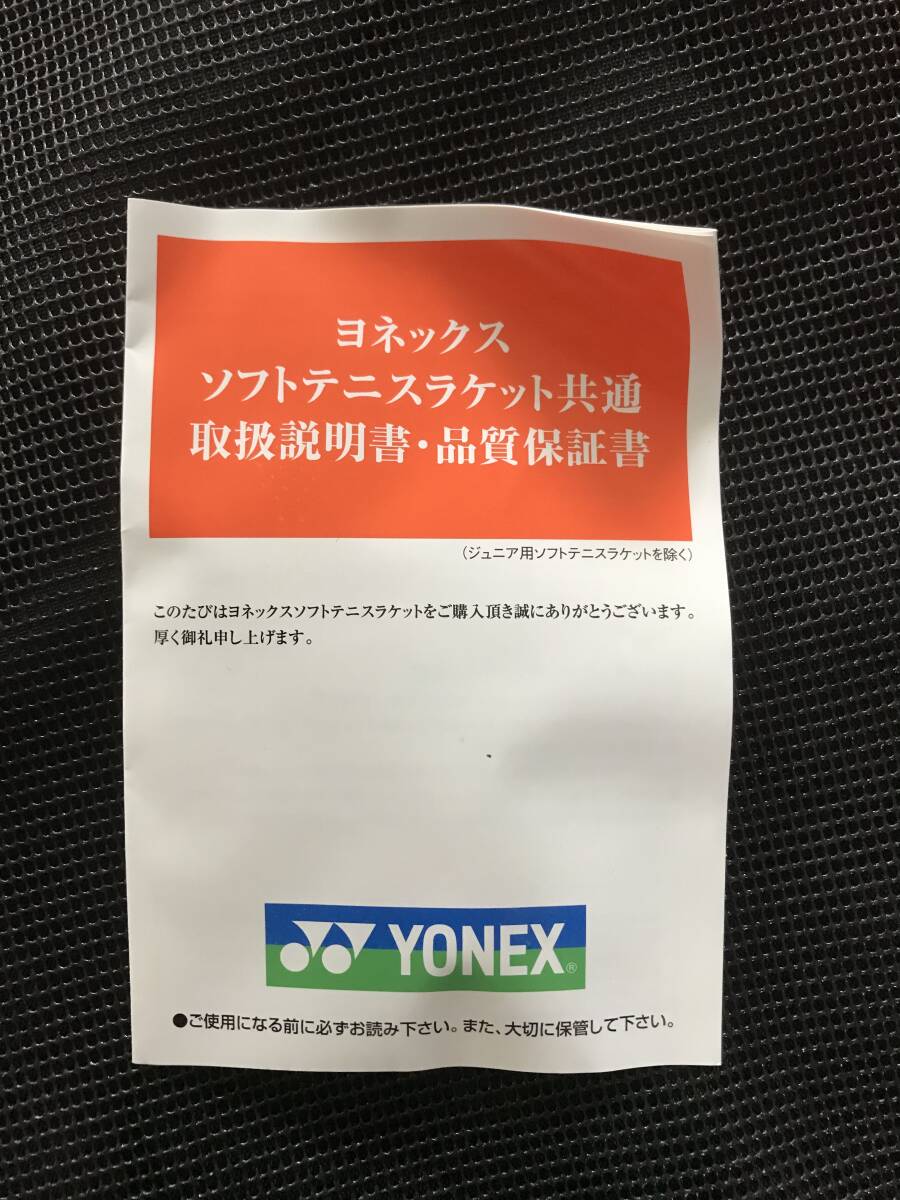 ヨネックス
ソフトテニスラケット共通
取扱説明書・品質保証書
(ジュニア用ソフトテニスラケットを除く)
このたびはヨネックスソフトテニスラケットをご購入頂き誠にありがとうございます。
厚く御礼申し上げます。
YONEX®
●ご使用になる前に必ずお読み下さい。また、大切に保管して下さい。